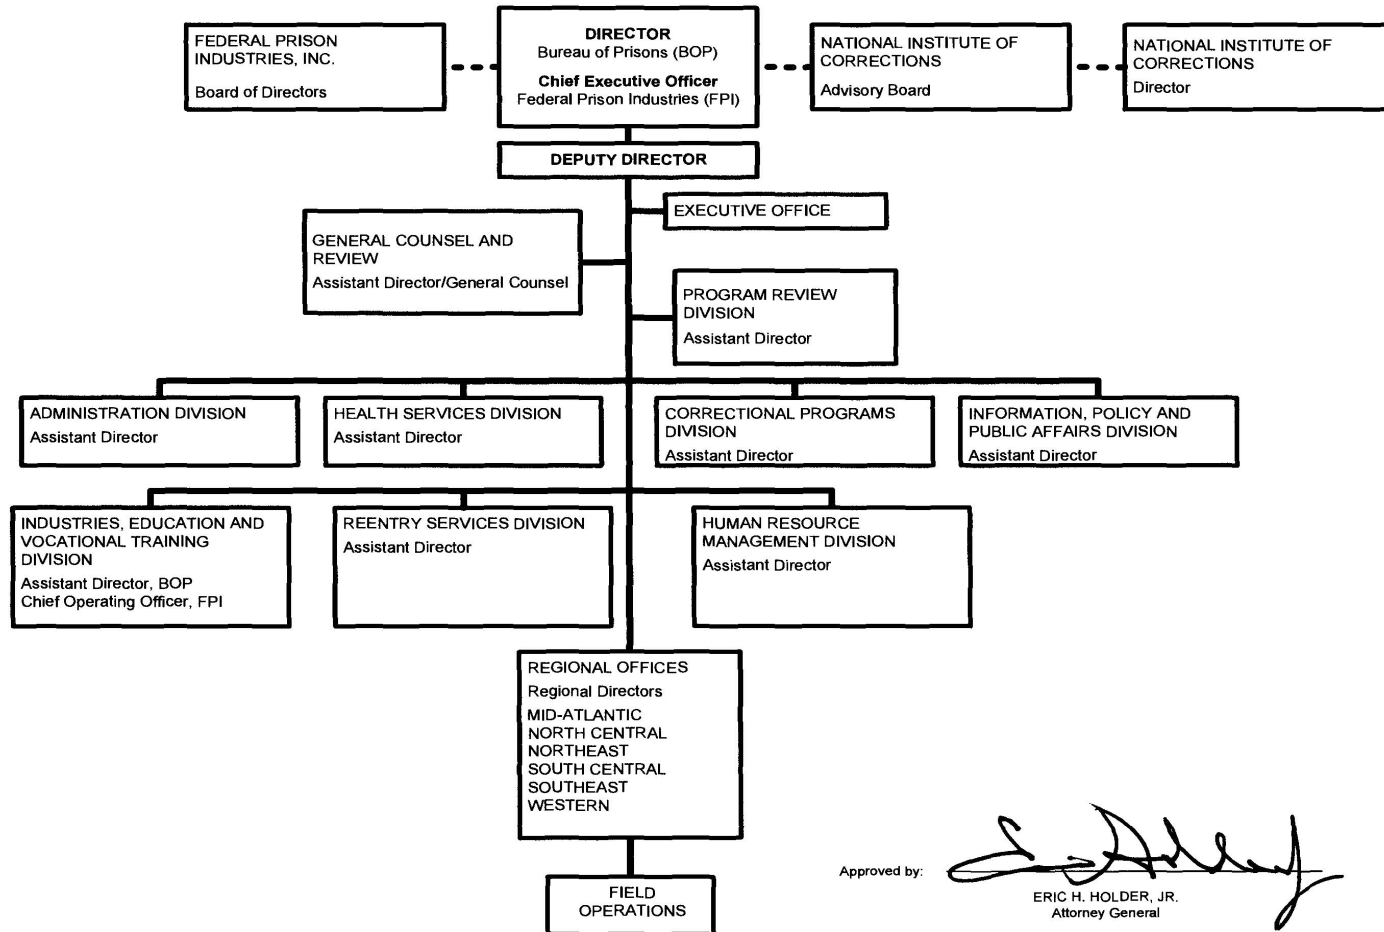 FEDERAL PRISON
INDUSTRIES, INC.
Board of Directors
DIRECTOR
Bureau of Prisons (BOP)
Chief Executive Officer
Federal Prison Industries (FPI)
NATIONAL INSTITUTE OF
CORRECTIONS
Advisory Board
NATIONAL INSTITUTE OF
CORRECTIONS
Director
DEPUTY DIRECTOR
EXECUTIVE OFFICE
GENERAL COUNSEL AND
REVIEW
Assistant Director/General Counsel
PROGRAM REVIEW
DIVISION
Assistant Director
ADMINISTRATION DIVISION
Assistant Director
HEALTH SERVICES DIVISION
Assistant Director
CORRECTIONAL PROGRAMS
DIVISION
Assistant Director
INFORMATION, POLICY AND
PUBLIC AFFAIRS DIVISION
Assistant Director
INDUSTRIES, EDUCATION AND
VOCATIONAL TRAINING
DIVISION
Assistant Director, BOP
Chief Operating Officer, FPI
REENTRY SERVICES DIVISION
Assistant Director
HUMAN RESOURCE
MANAGEMENT DIVISION
Assistant Director
REGIONAL OFFICES
Regional Directors
MID-ATLANTIC
NORTH CENTRAL
NORTHEAST
SOUTH CENTRAL
SOUTHEAST
WESTERN
FIELD
OPERATIONS
Approved by:
ERIC H. HOLDER, JR.
Attorney General